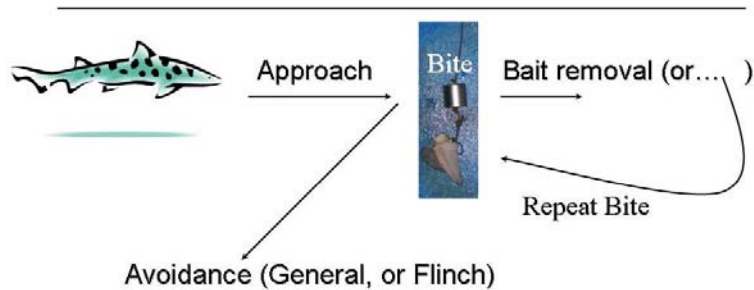 Approach
Bite
Bait removal (or.... )
Repeat Bite
Avoidance (General, or Flinch)